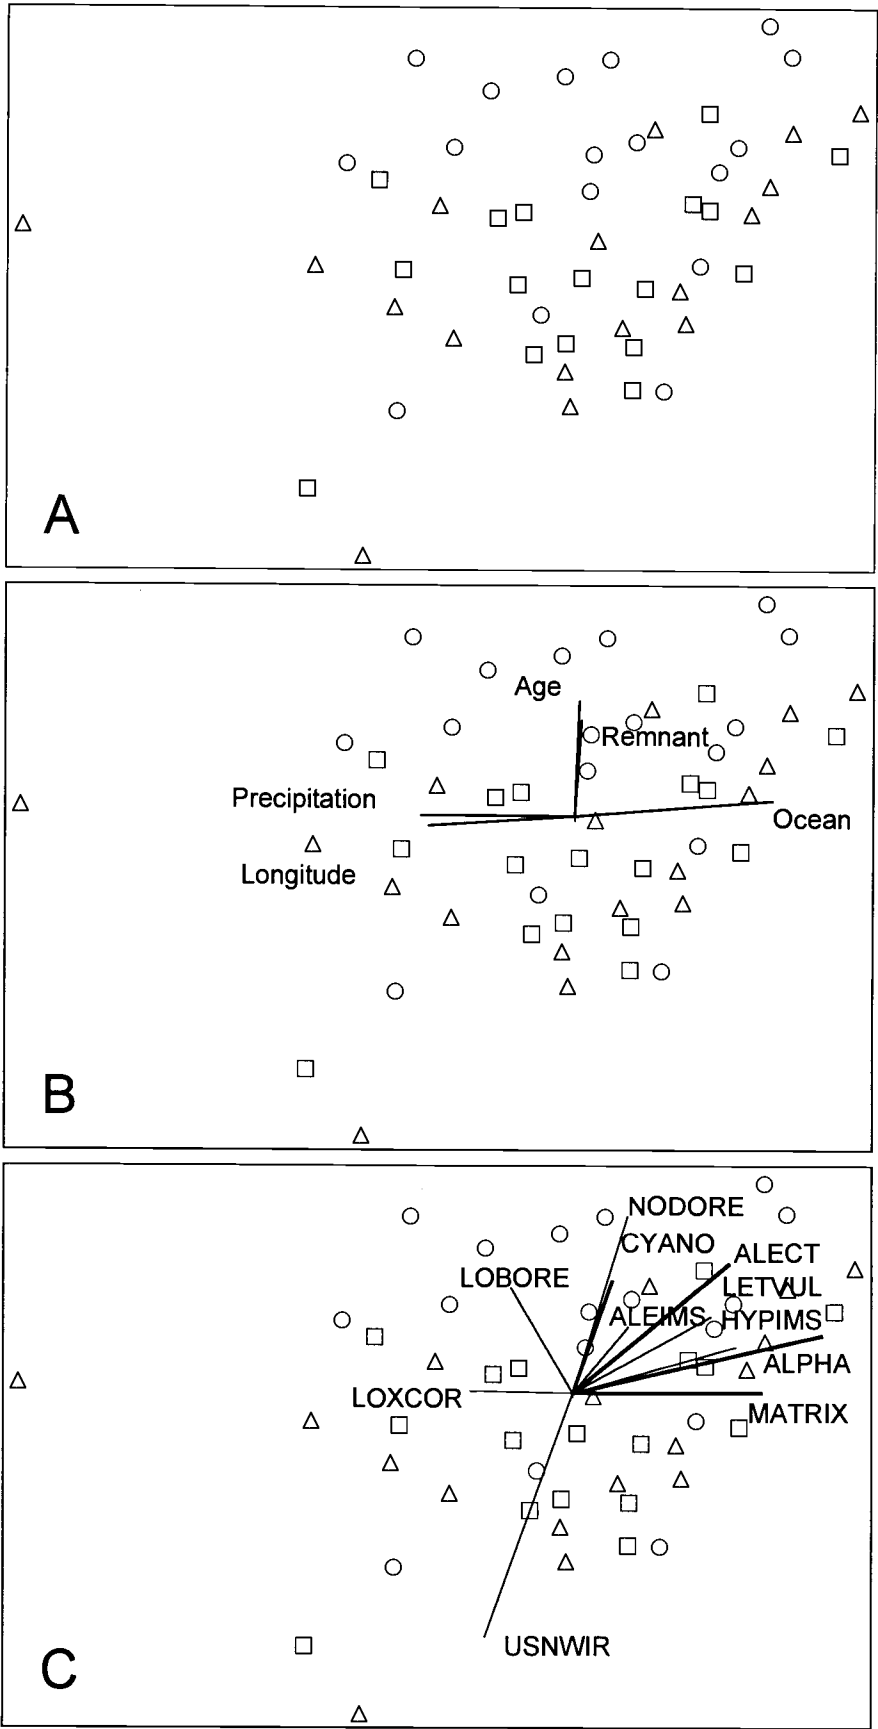 A
Age
Remnant
Precipitation
Ocean
Longitude
B
NODORE
CYANO
ALECT
LOBORE
LETVUL
ALEIMS
HYPIMS
ALPHA
LOXCOR
MATRIX
USNWIR
C